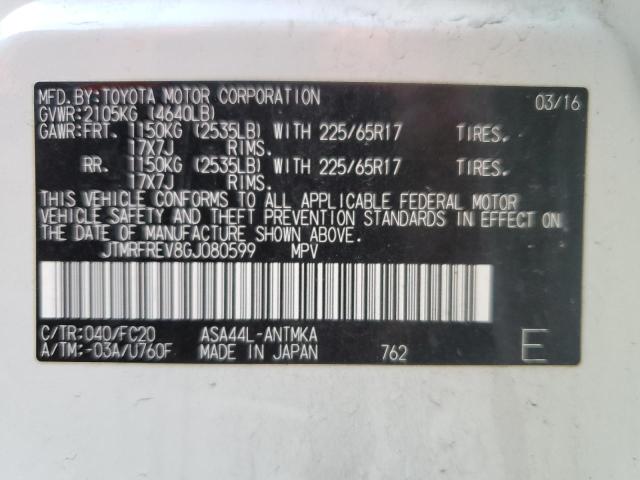 MFD.BY:TOYOTA MOTOR CORPORATION 03/16
GVWR:2105KG (4640LB)
GAWR:FRT. 1150KG (2535LB) WITH 225/65R17 TIRES.
17X7J RIMS.
RR. 1150KG (2535LB) WITH 225/65R17 TIRES.
17X7J RIMS.
THIS VEHICLE CONFORMS TO ALL APPLICABLE FEDERAL MOTOR
VEHICLE SAFETY AND THEFT PREVENTION STANDARDS IN EFFECT ON
THE DATE OF MANUFACTURE SHOWN ABOVE.
JTMRFREV8GJ080599 MPV
C/TR:040/FC20 ASA44L-ANTMKA
A/TM:-03A/U760F MADE IN JAPAN 762 E